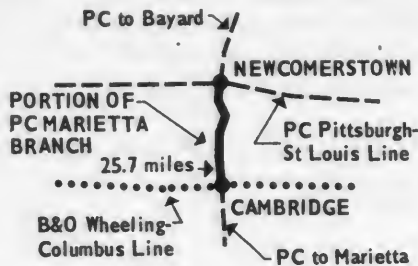 PC to Bayard
NEWCOMERSTOWN
PORTION OF
PC MARIETTA
BRANCH
PC Pittsburgh-
St Louis Line
25.7 miles
B&O Wheeling-
Columbus Line
CAMBRIDGE
PC to Marietta